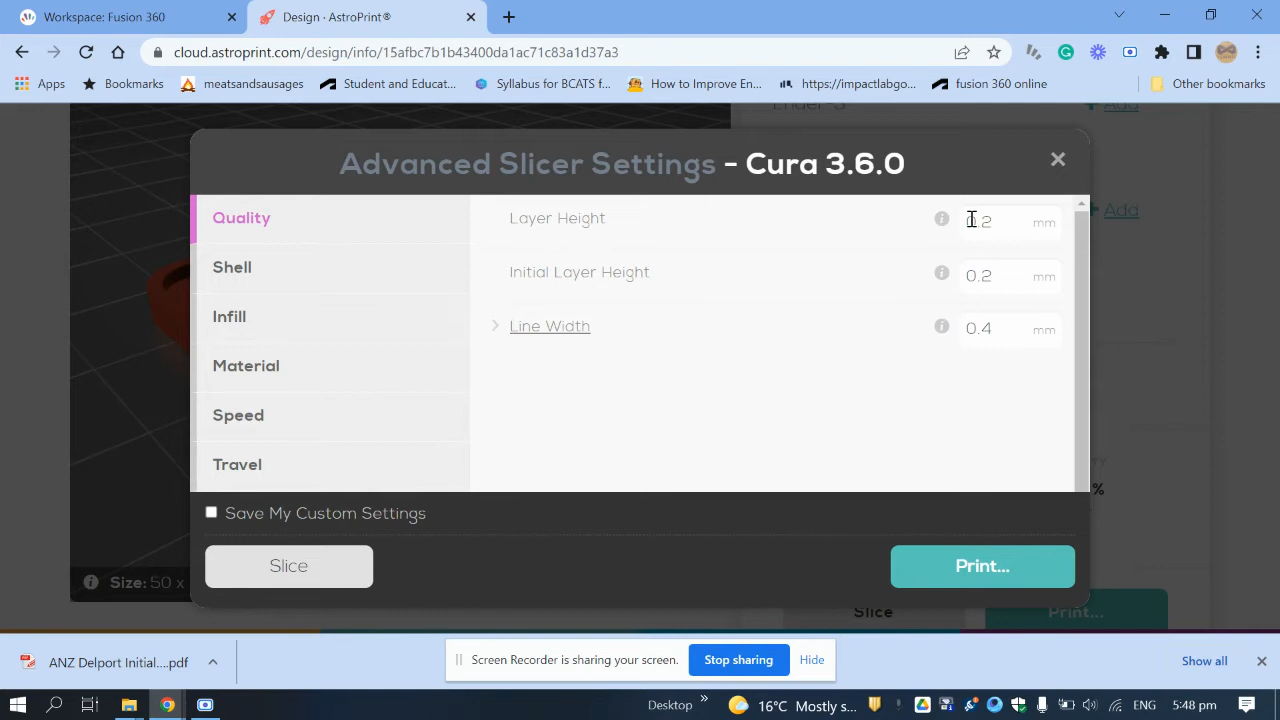 Workspace: Fusion 360
Design · AstroPrint®
cloud.astroprint.com/design/info/15afbc7b1b43400da1ac71c83a1d37a3
Apps
Bookmarks
meatsandsausages
Student and Educat...
Syllabus for BCATS f...
How to Improve En...
https://impactlabgo...
fusion 360 online
Other bookmarks
Ender-3
Add
Advanced Slicer Settings - Cura 3.6.0
Quality
Layer Height
0.2 mm
Add
Shell
Initial Layer Height
0.2 mm
Infill
Line Width
0.4 mm
Material
Speed
Travel
%
Save My Custom Settings
Slice
Print...
Size: 50 x
Slice
Print...
ANZ Delport Initial....pdf
Screen Recorder is sharing your screen.
Stop sharing
Hide
Show all
Desktop
16°C Mostly s...
ENG
5:48 pm